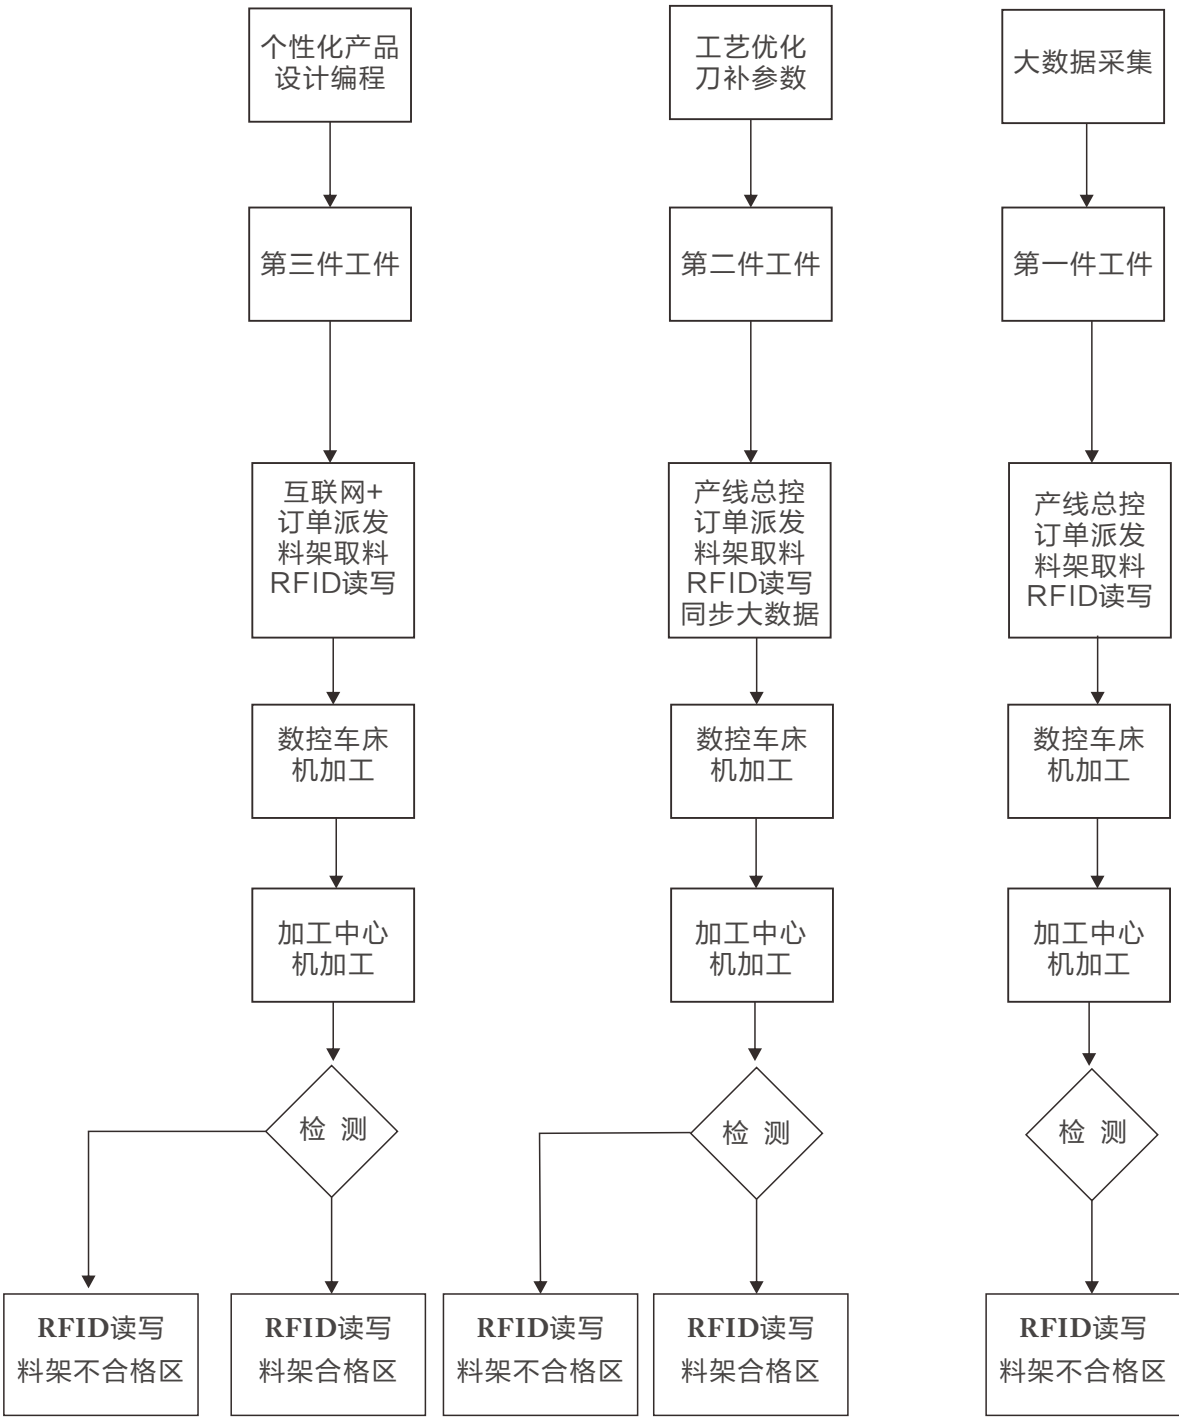 个性化产品
设计编程
工艺优化
刀补参数
大数据采集
第三件工件
第二件工件
第一件工件
互联网+
订单派发
料架取料
RFID读写
产线总控
订单派发
料架取料
RFID读写
同步大数据
产线总控
订单派发
料架取料
RFID读写
数控车床
机加工
数控车床
机加工
数控车床
机加工
加工中心
机加工
加工中心
机加工
加工中心
机加工
检 测
检 测
检 测
RFID读写
料架不合格区
RFID读写
料架合格区
RFID读写
料架不合格区
RFID读写
料架合格区
RFID读写
料架不合格区